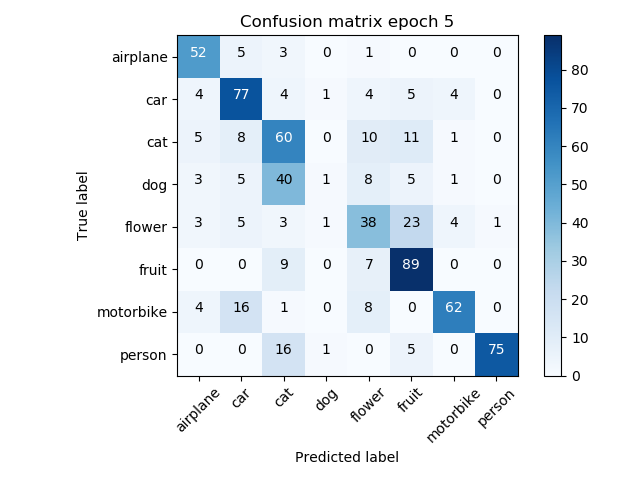 Confusion matrix epoch 5
True label
airplane 52 5 3 0 1 0 0 0
car 4 77 4 1 4 5 4 0
cat 5 8 60 0 10 11 1 0
dog 3 5 40 1 8 5 1 0
flower 3 5 3 1 38 23 4 1
fruit 0 0 9 0 7 89 0 0
motorbike 4 16 1 0 8 0 62 0
person 0 0 16 1 0 5 0 75
airplane car cat dog flower fruit motorbike person
Predicted label
80
70
60
50
40
30
20
10
0